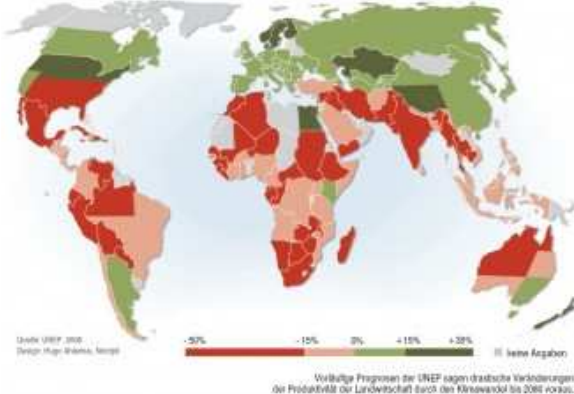 Quelle: UNEP, 2008
Design: Hugo Ahlenius, Nordpil
-50%
-15%
0%
+15%
+35%
keine Angaben
Vorläufige Prognosen der UNEP sagen drastische Veränderungen
der Produktivität der Landwirtschaft durch den Klimawandel bis 2080 voraus.